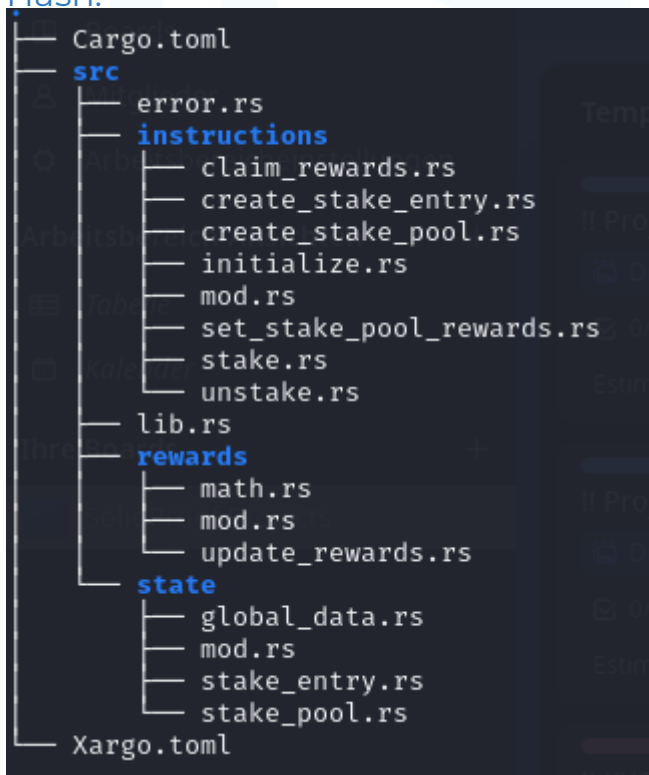 .
├── Cargo.toml
├── src
│   ├── error.rs
│   ├── instructions
│   │   ├── claim_rewards.rs
│   │   ├── create_stake_entry.rs
│   │   ├── create_stake_pool.rs
│   │   ├── initialize.rs
│   │   ├── mod.rs
│   │   ├── set_stake_pool_rewards.rs
│   │   ├── stake.rs
│   │   └── unstake.rs
│   ├── lib.rs
│   ├── rewards
│   │   ├── math.rs
│   │   ├── mod.rs
│   │   └── update_rewards.rs
│   └── state
│       ├── global_data.rs
│       ├── mod.rs
│       ├── stake_entry.rs
│       └── stake_pool.rs
└── Xargo.toml